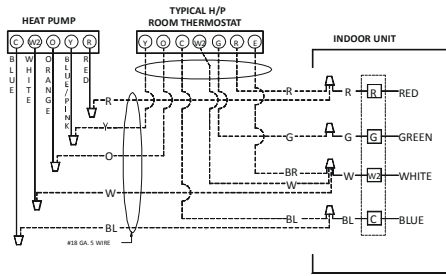 HEAT PUMP
TYPICAL H/P
ROOM THERMOSTAT
INDOOR UNIT
C W2 O Y R
Y O C W2 G R E
BLUE
WHITE
ORANGE
BLUE/PINK
RED
R R R R RED
Y
G G G GREEN
O
BR
W W W2 WHITE
W
BL BL C BLUE
BL
#18 GA. 5 WIRE